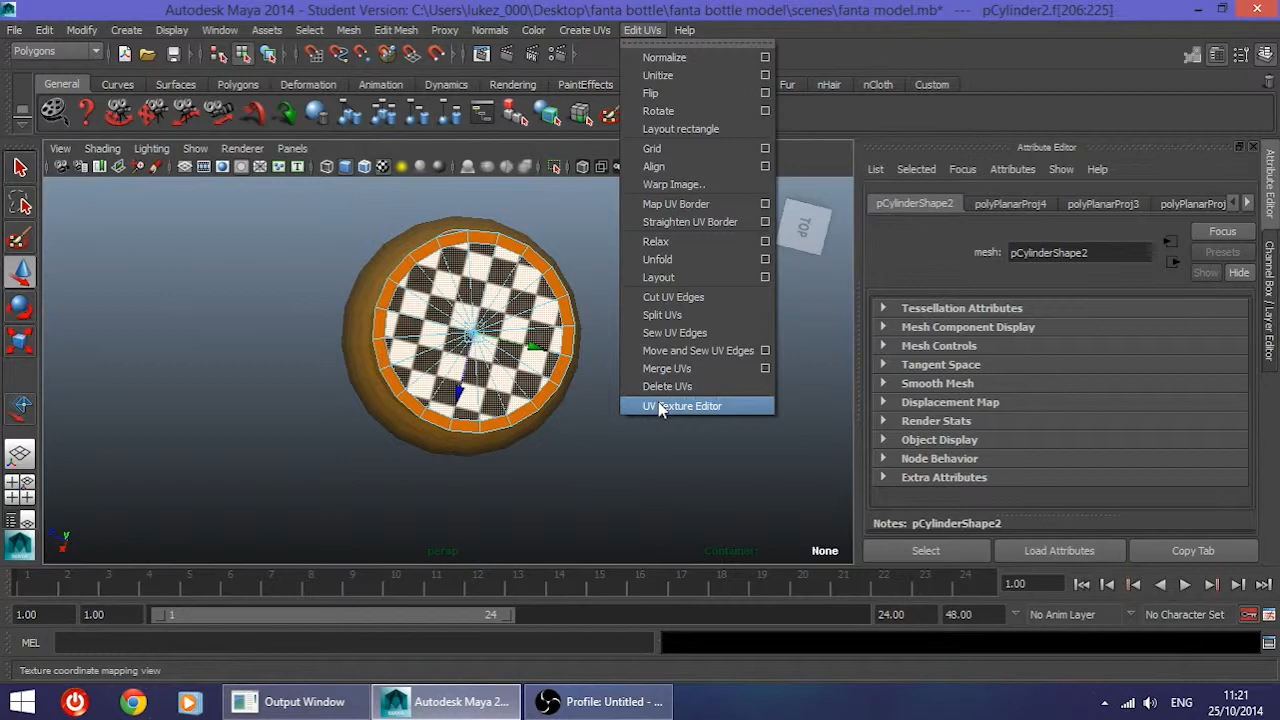 Autodesk Maya 2014 - Student Version: C:\Users\lukez_000\Desktop\fanta bottle\fanta bottle model\scenes\fanta model.mb* --- pCylinder2.f[206:225]
File Edit Modify Create Display Window Assets Select Mesh Edit Mesh Proxy Normals Color Create UVs Edit UVs Help
Polygons
General Curves Surfaces Polygons Deformation Animation Dynamics Rendering PaintEffects Fur nHair nCloth Custom
View Shading Lighting Show Renderer Panels
Normalize
Unitize
Flip
Rotate
Layout rectangle
Grid
Align
Warp Image..
Map UV Border
Straighten UV Border
Relax
Unfold
Layout
Cut UV Edges
Split UVs
Sew UV Edges
Move and Sew UV Edges
Merge UVs
Delete UVs
UV Texture Editor
TOP
persp
Container:
None
Attribute Editor
List Selected Focus Attributes Show Help
pCylinderShape2 polyPlanarProj4 polyPlanarProj3 polyPlanarProj
Focus
mesh: pCylinderShape2
Presets
Show Hide
Tessellation Attributes
Mesh Component Display
Mesh Controls
Tangent Space
Smooth Mesh
Displacement Map
Render Stats
Object Display
Node Behavior
Extra Attributes
Notes: pCylinderShape2
Select Load Attributes Copy Tab
Attribute Editor
Channel Box / Layer Editor
1 2 3 4 5 6 7 8 9 10 11 12 13 14 15 16 17 18 19 20 21 22 23 24
1.00
1.00 1.00 1 24 24.00 48.00 No Anim Layer No Character Set
MEL
Texture coordinate mapping view
Output Window Autodesk Maya 2... Profile: Untitled - ...
ENG
11:21
25/10/2014